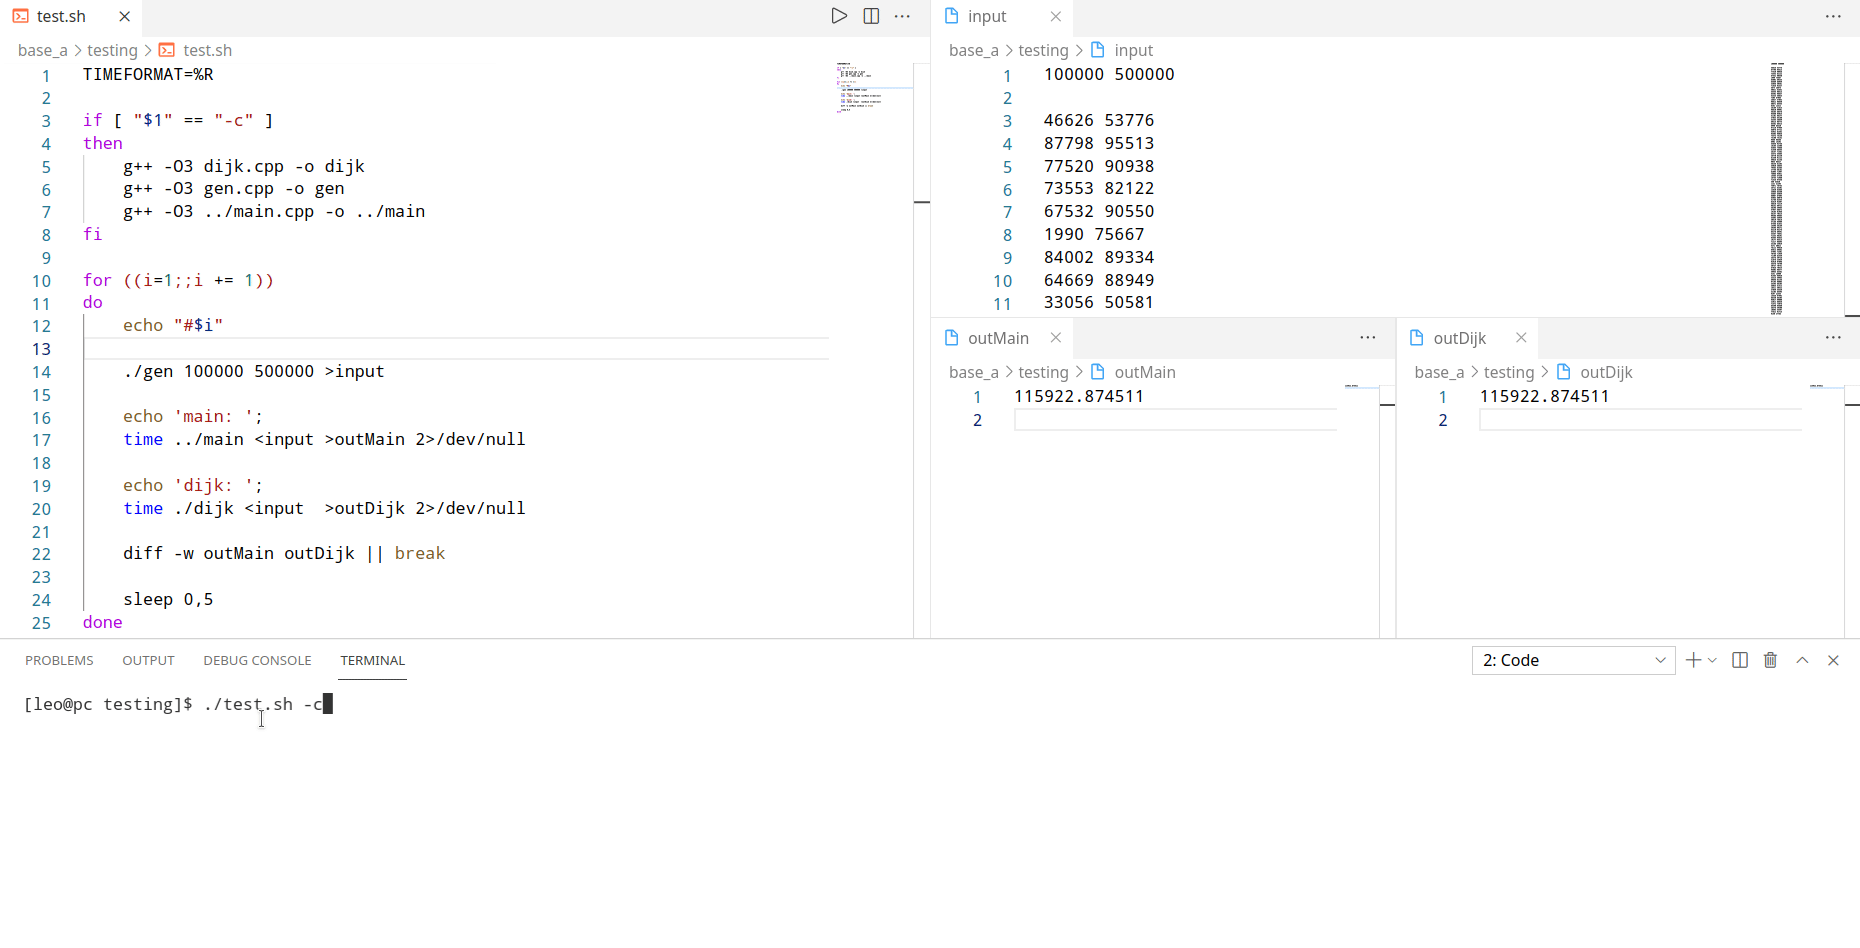 test.sh
base_a > testing > test.sh
1 TIMEFORMAT=%R
2
3 if [ "$1" == "-c" ]
4 then
5 g++ -O3 dijk.cpp -o dijk
6 g++ -O3 gen.cpp -o gen
7 g++ -O3 ../main.cpp -o ../main
8 fi
9
10 for ((i=1;;i += 1))
11 do
12 echo "#$i"
13
14 ./gen 100000 500000 >input
15
16 echo 'main: ';
17 time ../main <input >outMain 2>/dev/null
18
19 echo 'dijk: ';
20 time ./dijk <input  >outDijk 2>/dev/null
21
22 diff -w outMain outDijk || break
23
24 sleep 0,5
25 done
input
base_a > testing > input
1 100000 500000
2
3 46626 53776
4 87798 95513
5 77520 90938
6 73553 82122
7 67532 90550
8 1990 75667
9 84002 89334
10 64669 88949
11 33056 50581
outMain
base_a > testing > outMain
1 115922.874511
2
outDijk
base_a > testing > outDijk
1 115922.874511
2
PROBLEMS OUTPUT DEBUG CONSOLE TERMINAL 2: Code
[leo@pc testing]$ ./test.sh -c